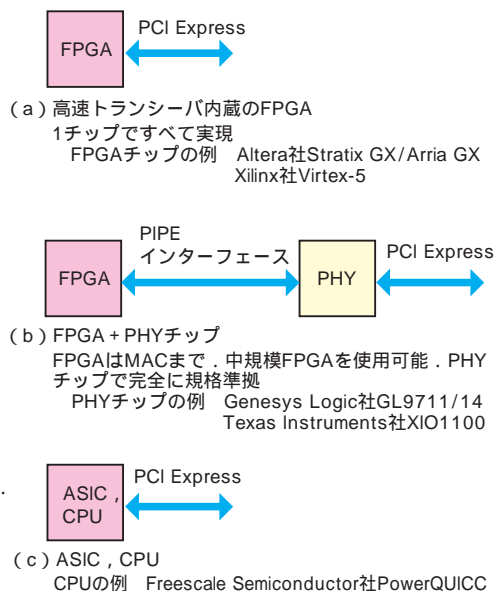 PCI Express
FPGA
(a)高速トランシーバ内蔵のFPGA
1チップですべて実現
FPGAチップの例　Altera社Stratix GX/Arria GX
Xilinx社Virtex-5
PIPE
インターフェース
PCI Express
FPGA
PHY
(b)FPGA+PHYチップ
FPGAはMACまで．中規模FPGAを使用可能．PHY
チップで完全に規格準拠
PHYチップの例　Genesys Logic社GL9711/14
Texas Instruments社XIO1100
PCI Express
ASIC，
CPU
(c)ASIC，CPU
CPUの例　Freescale Semiconductor社PowerQUICC